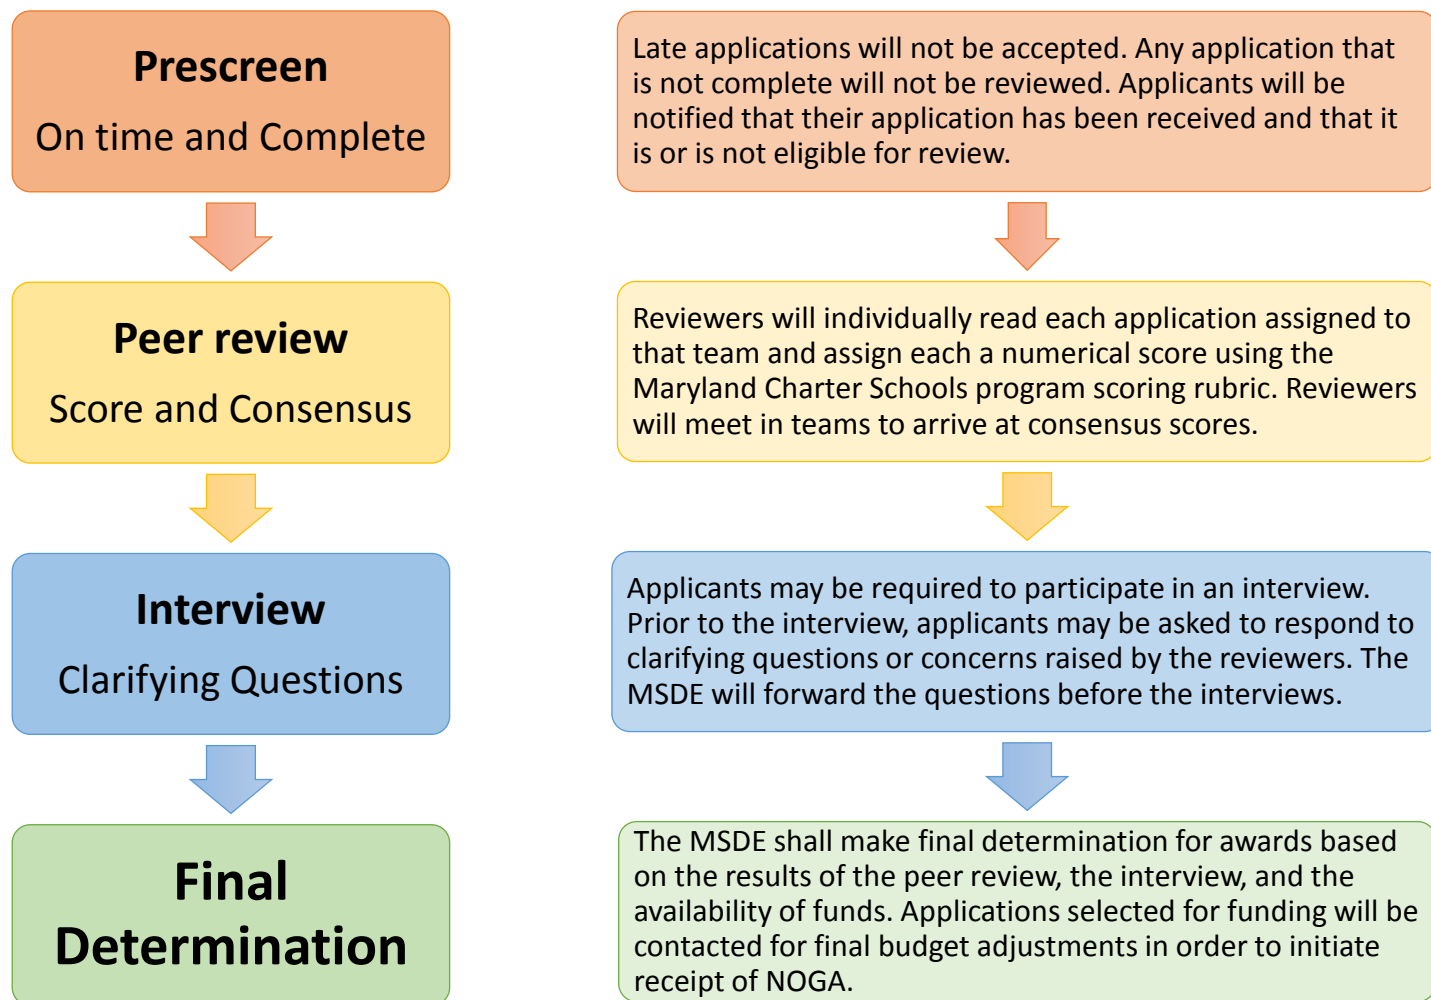 Prescreen
On time and Complete
Late applications will not be accepted. Any application that
is not complete will not be reviewed. Applicants will be
notified that their application has been received and that it
is or is not eligible for review.
Peer review
Score and Consensus
Reviewers will individually read each application assigned to
that team and assign each a numerical score using the
Maryland Charter Schools program scoring rubric. Reviewers
will meet in teams to arrive at consensus scores.
Interview
Clarifying Questions
Applicants may be required to participate in an interview.
Prior to the interview, applicants may be asked to respond to
clarifying questions or concerns raised by the reviewers. The
MSDE will forward the questions before the interviews.
Final
Determination
The MSDE shall make final determination for awards based
on the results of the peer review, the interview, and the
availability of funds. Applications selected for funding will be
contacted for final budget adjustments in order to initiate
receipt of NOGA.